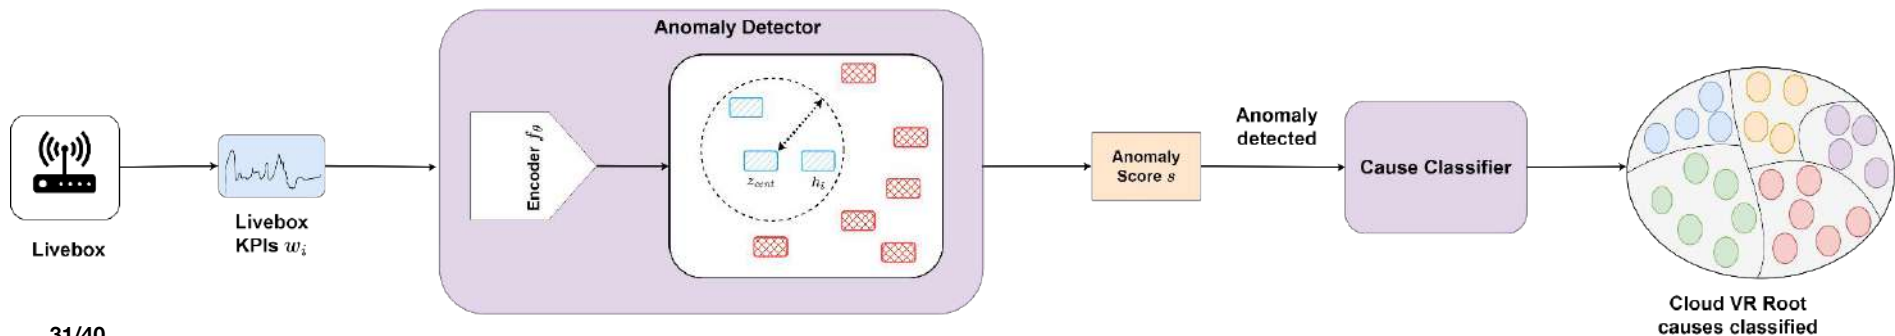 Anomaly Detector
Encoder f_θ
z_cent
h_i
Livebox
Livebox
KPIs w_i
Anomaly
Score s
Anomaly
detected
Cause Classifier
Cloud VR Root
causes classified
31/40